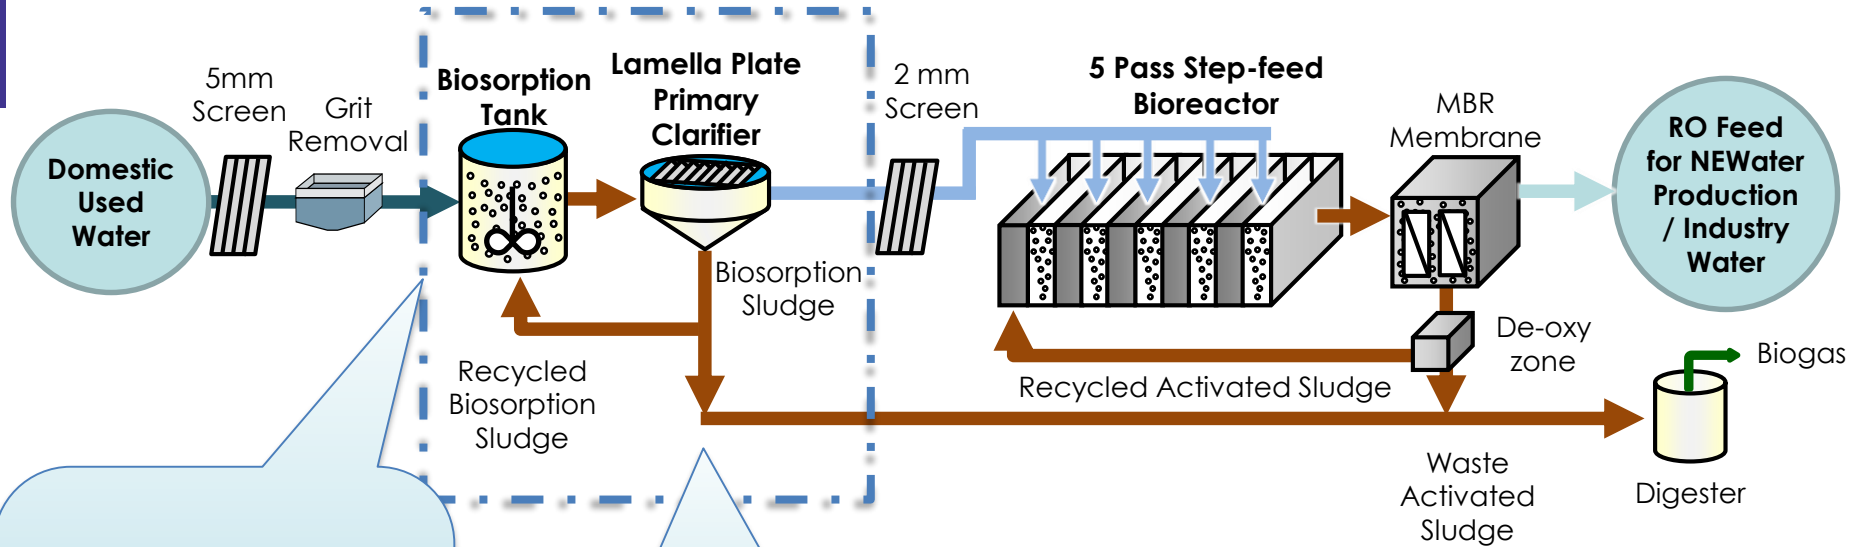 Domestic
Used
Water
5mm
Screen
Grit
Removal
Biosorption
Tank
Lamella Plate
Primary
Clarifier
Biosorption
Sludge
Recycled
Biosorption
Sludge
2 mm
Screen
5 Pass Step-feed
Bioreactor
MBR
Membrane
RO Feed
for NEWater
Production
/ Industry
Water
De-oxy
zone
Recycled Activated Sludge
Biogas
Waste
Activated
Sludge
Digester